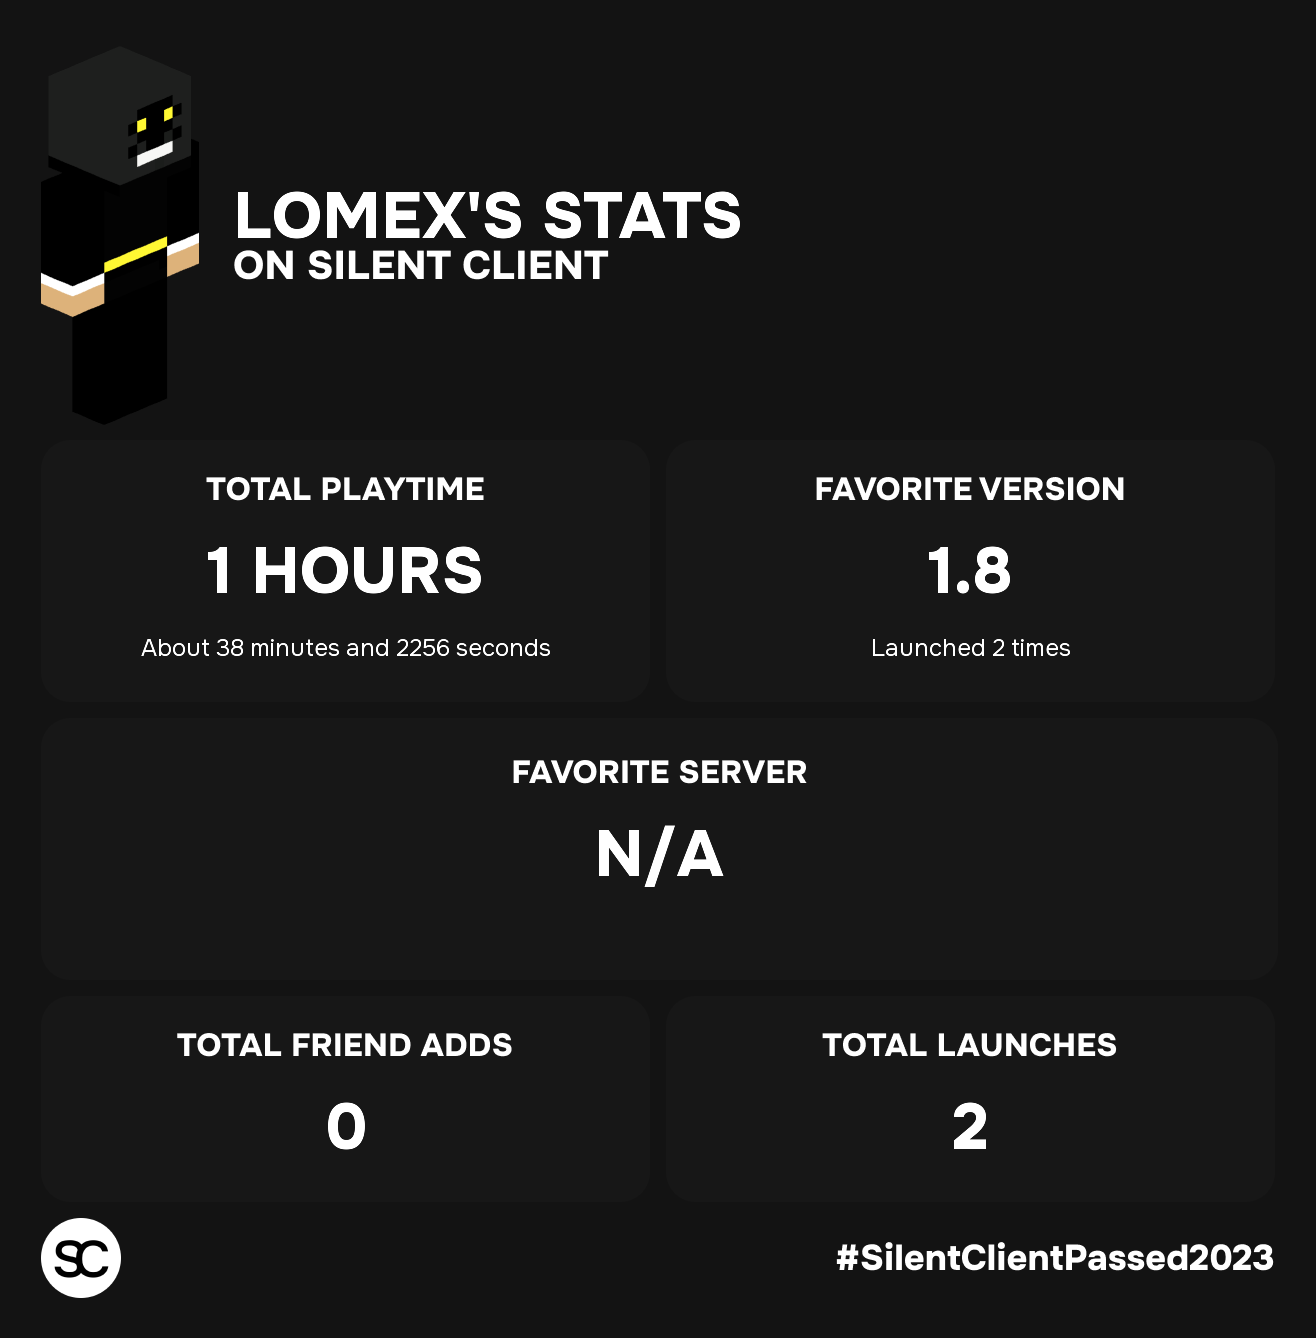 LOMEX'S STATS
ON SILENT CLIENT
TOTAL PLAYTIME
1 HOURS
About 38 minutes and 2256 seconds
FAVORITE VERSION
1.8
Launched 2 times
FAVORITE SERVER
N/A
TOTAL FRIEND ADDS
0
TOTAL LAUNCHES
2
SC
#SilentClientPassed2023